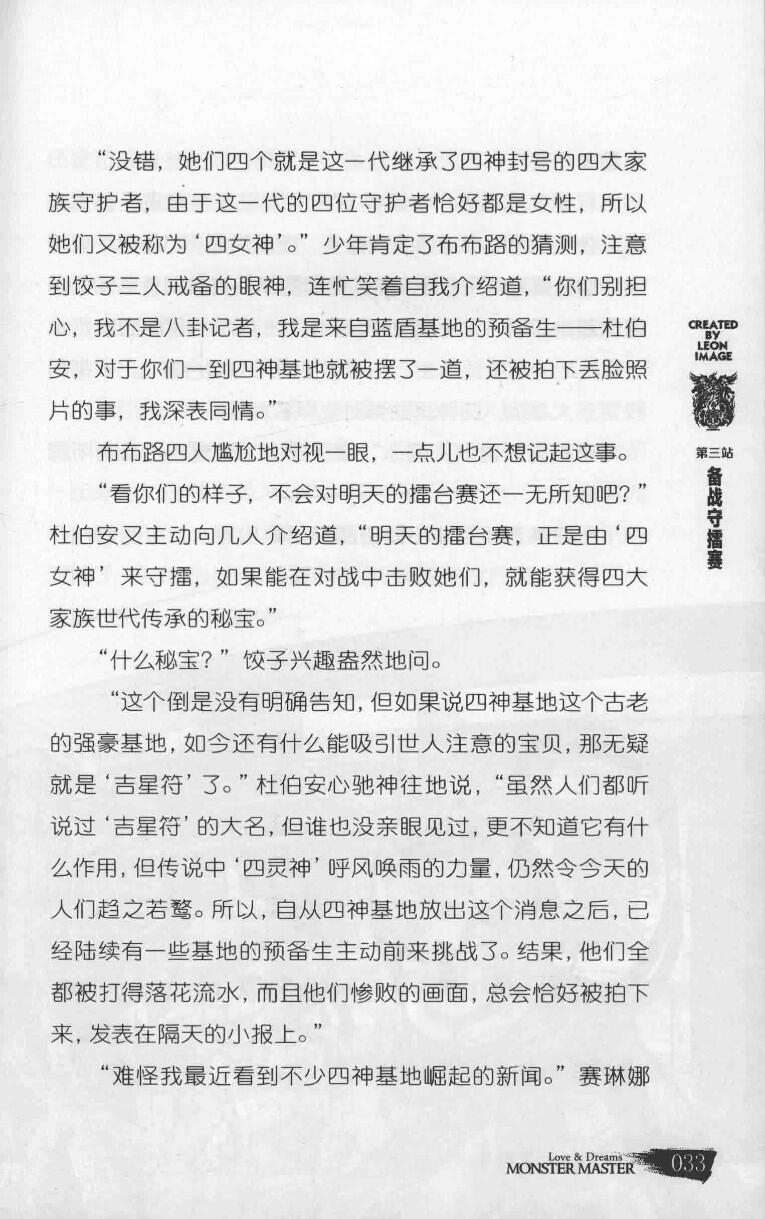 “没错，她们四个就是这一代继承了四神封号的四大家
族守护者，由于这一代的四位守护者恰好都是女性，所以
她们又被称为‘四女神’。”少年肯定了布布路的猜测，注意
到饺子三人戒备的眼神，连忙笑着自我介绍道，“你们别担
心，我不是八卦记者，我是来自蓝盾基地的预备生——杜伯
安，对于你们一到四神基地就被摆了一道，还被拍下丢脸照
片的事，我深表同情。”
布布路四人尴尬地对视一眼，一点儿也不想记起这事。
“看你们的样子，不会对明天的擂台赛还一无所知吧？”
杜伯安又主动向几人介绍道，“明天的擂台赛，正是由‘四
女神’来守擂，如果能在对战中击败她们，就能获得四大
家族世代传承的秘宝。”
“什么秘宝？”饺子兴趣盎然地问。
“这个倒是没有明确告知，但如果说四神基地这个古老
的强豪基地，如今还有什么能吸引世人注意的宝贝，那无疑
就是‘吉星符’了。”杜伯安心驰神往地说，“虽然人们都听
说过‘吉星符’的大名，但谁也没亲眼见过，更不知道它有什
么作用，但传说中‘四灵神’呼风唤雨的力量，仍然令今天的
人们趋之若鹜。所以，自从四神基地放出这个消息之后，已
经陆续有一些基地的预备生主动前来挑战了。结果，他们全
都被打得落花流水，而且他们惨败的画面，总会恰好被拍下
来，发表在隔天的小报上。”
“难怪我最近看到不少四神基地崛起的新闻。”赛琳娜
CREATED
BY
LEON
IMAGE
第三站
备战守擂赛
Love & Dreams
MONSTER MASTER
033